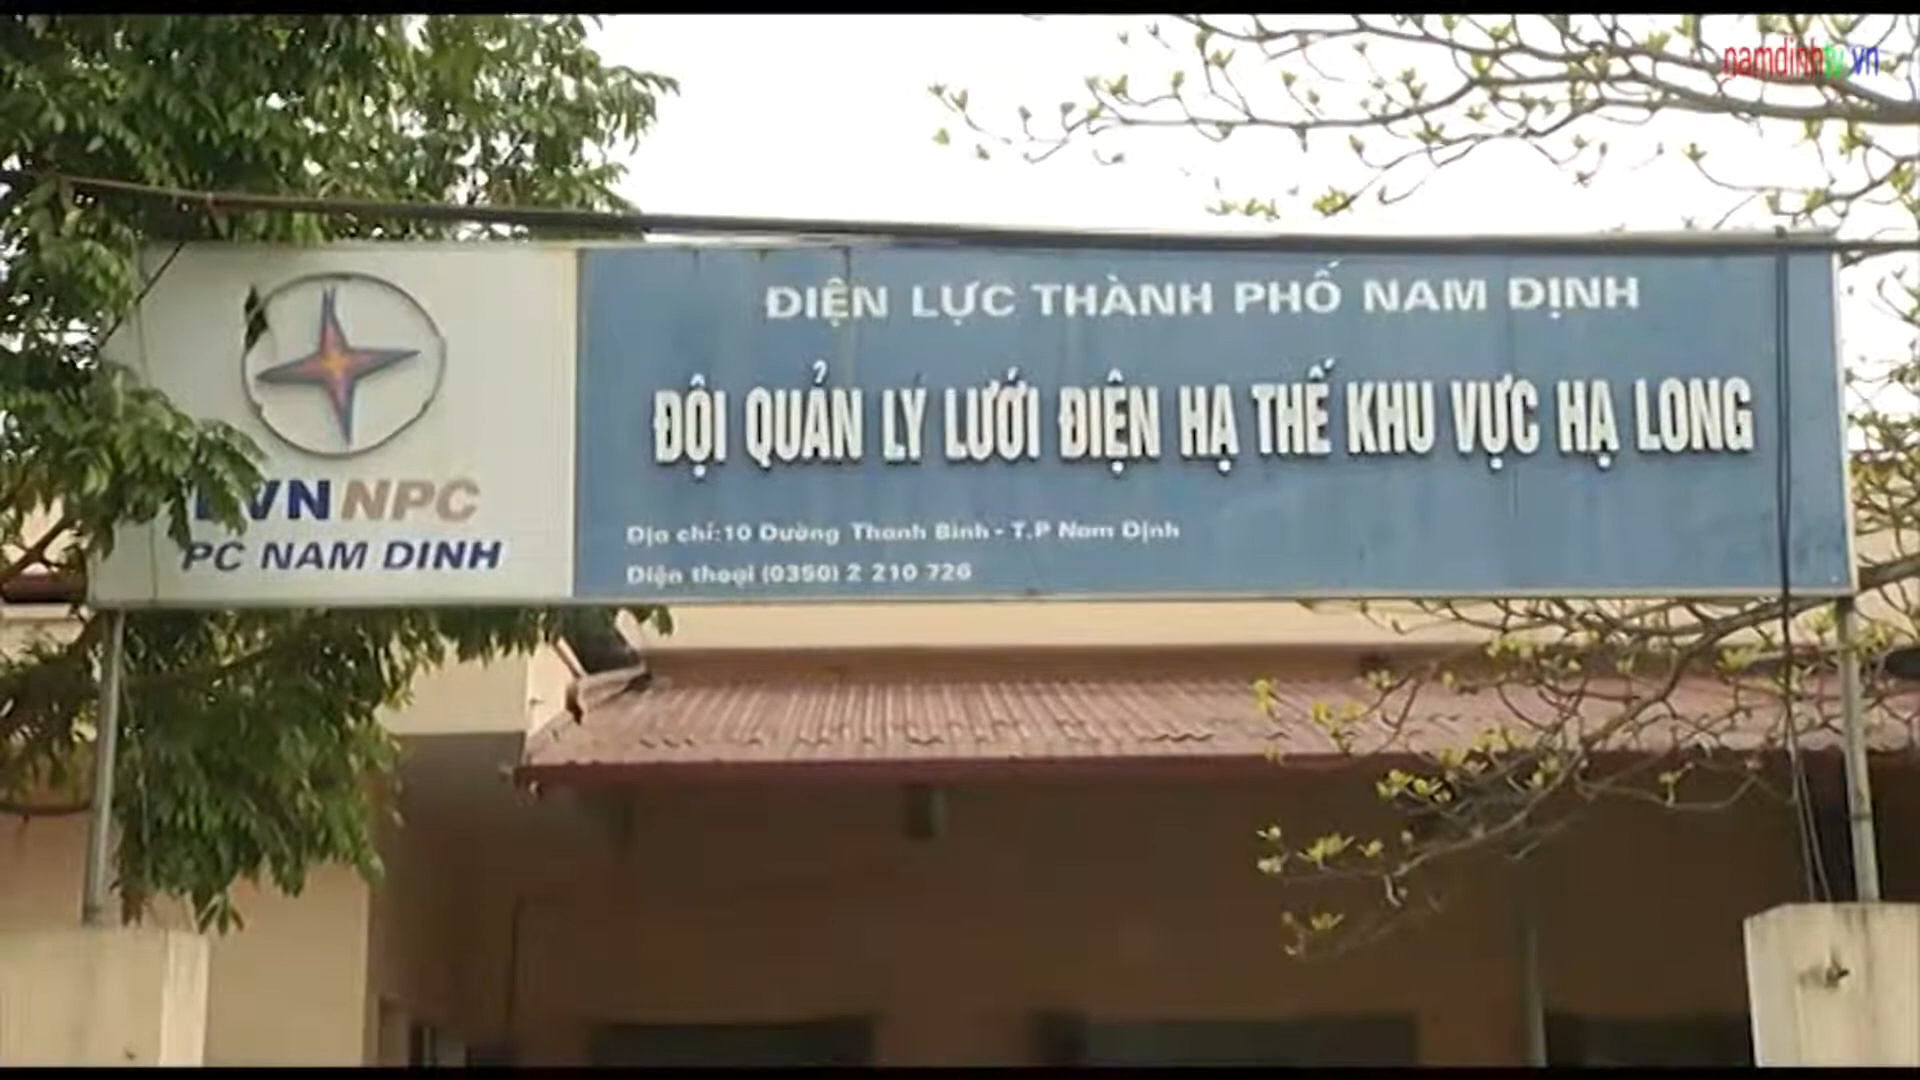 namdinhtv.vn
ĐIỆN LỰC THÀNH PHỐ NAM ĐỊNH
ĐỘI QUẢN LÝ LƯỚI ĐIỆN HẠ THẾ KHU VỰC HẠ LONG
Địa chỉ:10 Đường Thanh Bình - T.P Nam Định
Điện thoại (0350) 2 210 726
EVNNPC
PC NAM DINH